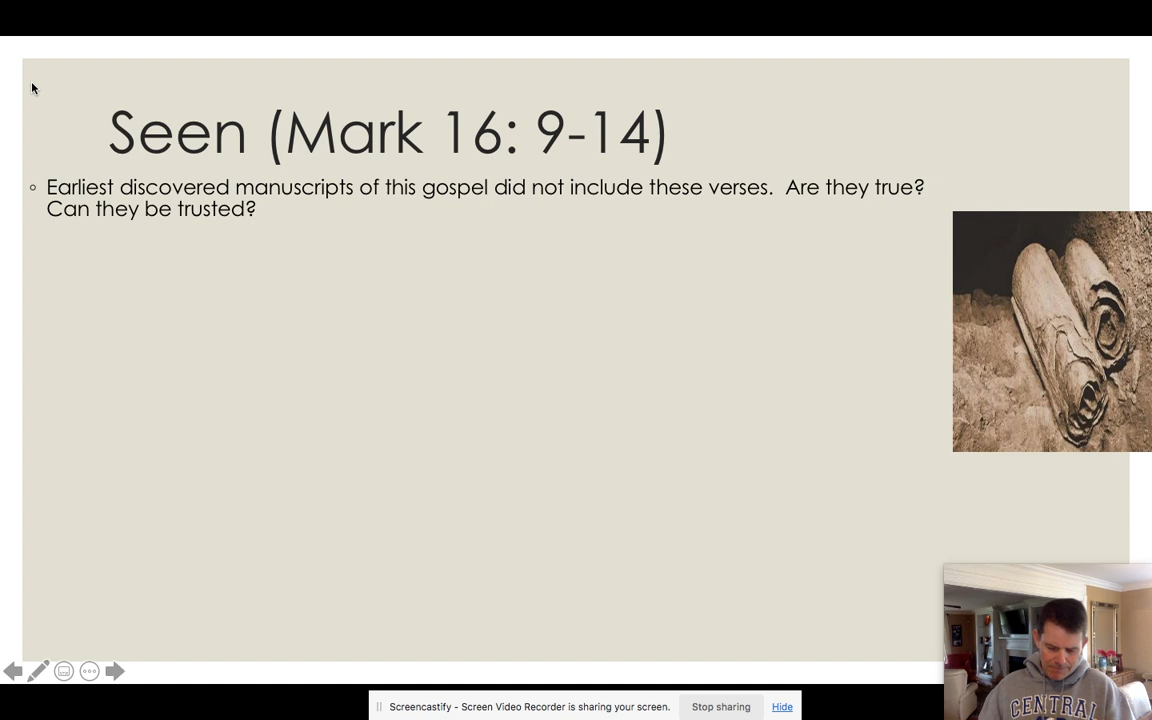 Seen (Mark 16: 9-14)
◦ Earliest discovered manuscripts of this gospel did not include these verses.  Are they true?
Can they be trusted?
CENTRAL
Screencastify - Screen Video Recorder is sharing your screen. Stop sharing Hide